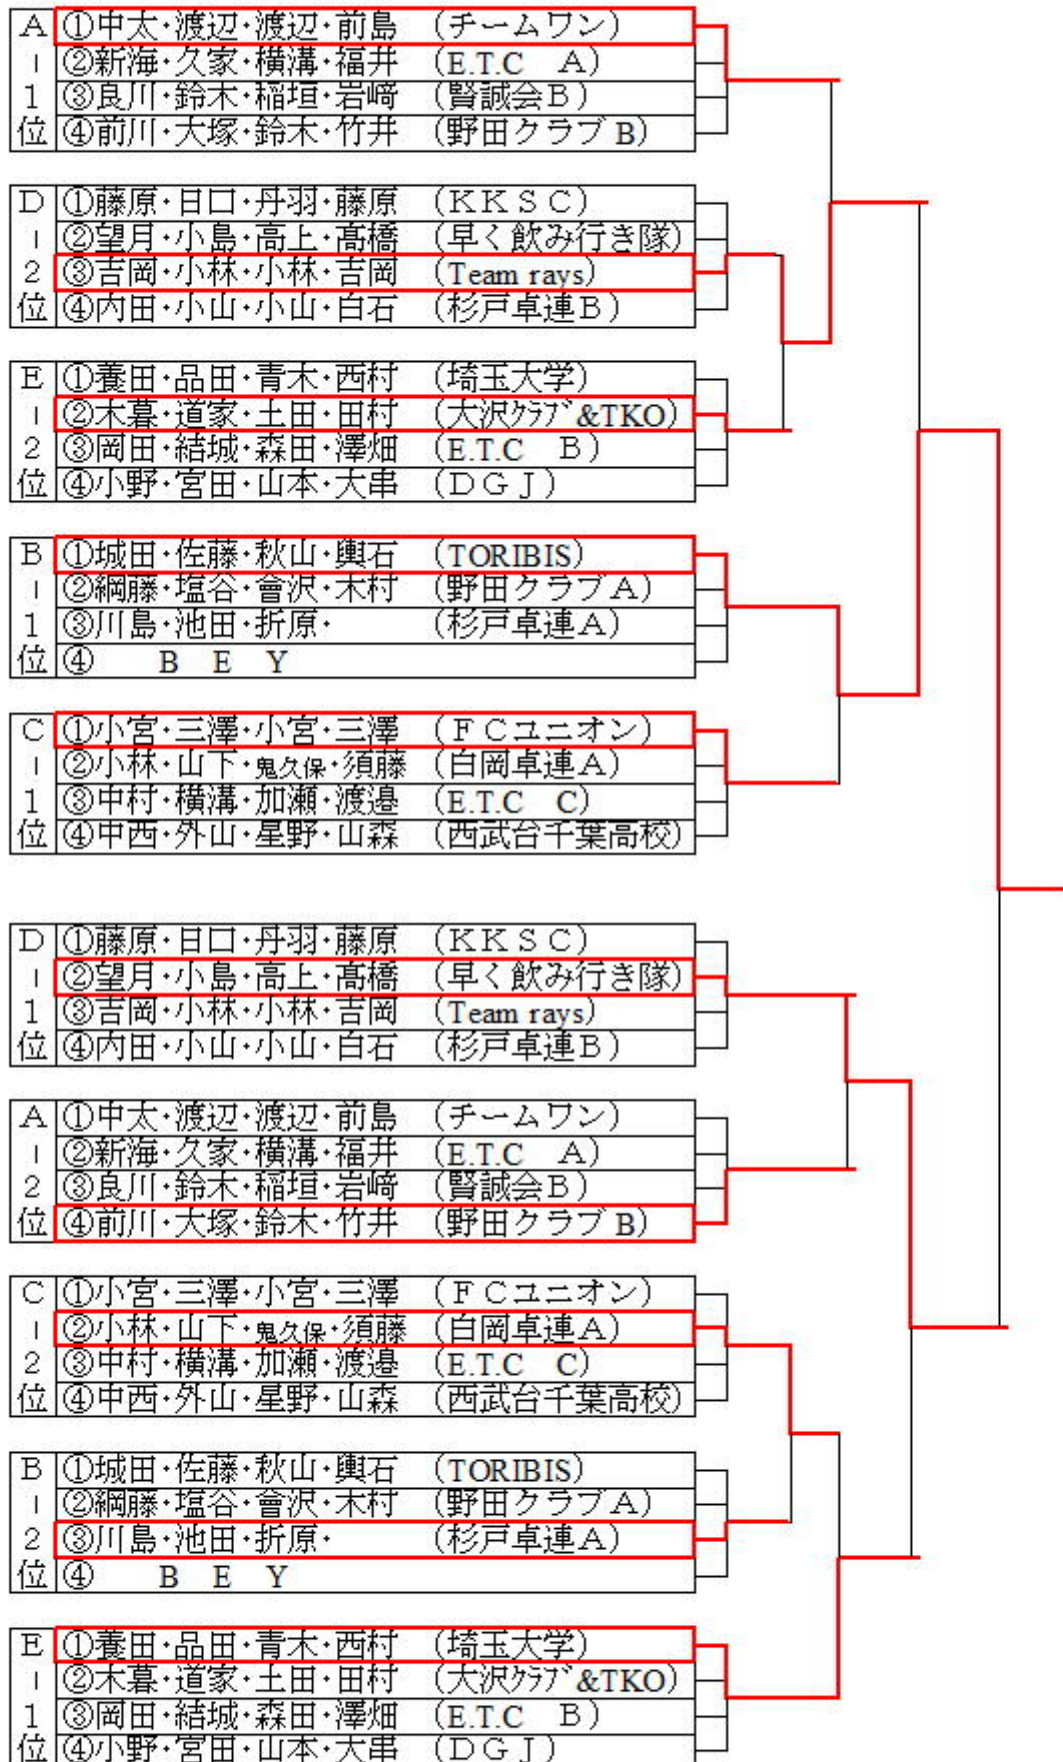 A ①中太・渡辺・渡辺・前島 (チームワン)
| ②新海・久家・横溝・福井 (E.T.C A)
1 ③良川・鈴木・稲垣・岩﨑 (賢誠会B)
位 ④前川・大塚・鈴木・竹井 (野田クラブB)
D ①藤原・日口・丹羽・藤原 (KKSC)
| ②望月・小島・高上・髙橋 (早く飲み行き隊)
2 ③吉岡・小林・小林・吉岡 (Team rays)
位 ④内田・小山・小山・白石 (杉戸卓連B)
E ①養田・品田・青木・西村 (埼玉大学)
| ②木暮・道家・土田・田村 (大沢クラブ&TKO)
2 ③岡田・結城・森田・澤畑 (E.T.C B)
位 ④小野・宮田・山本・大串 (DGJ)
B ①城田・佐藤・秋山・輿石 (TORIBIS)
| ②綱藤・塩谷・會沢・木村 (野田クラブA)
1 ③川島・池田・折原・ (杉戸卓連A)
位 ④ B E Y
C ①小宮・三澤・小宮・三澤 (FCユニオン)
| ②小林・山下・鬼久保・須藤 (白岡卓連A)
1 ③中村・横溝・加瀬・渡邉 (E.T.C C)
位 ④中西・外山・星野・山森 (西武台千葉高校)
D ①藤原・日口・丹羽・藤原 (KKSC)
| ②望月・小島・高上・髙橋 (早く飲み行き隊)
1 ③吉岡・小林・小林・吉岡 (Team rays)
位 ④内田・小山・小山・白石 (杉戸卓連B)
A ①中太・渡辺・渡辺・前島 (チームワン)
| ②新海・久家・横溝・福井 (E.T.C A)
2 ③良川・鈴木・稲垣・岩﨑 (賢誠会B)
位 ④前川・大塚・鈴木・竹井 (野田クラブB)
C ①小宮・三澤・小宮・三澤 (FCユニオン)
| ②小林・山下・鬼久保・須藤 (白岡卓連A)
2 ③中村・横溝・加瀬・渡邉 (E.T.C C)
位 ④中西・外山・星野・山森 (西武台千葉高校)
B ①城田・佐藤・秋山・輿石 (TORIBIS)
| ②綱藤・塩谷・會沢・木村 (野田クラブA)
2 ③川島・池田・折原・ (杉戸卓連A)
位 ④ B E Y
E ①養田・品田・青木・西村 (埼玉大学)
| ②木暮・道家・土田・田村 (大沢クラブ&TKO)
1 ③岡田・結城・森田・澤畑 (E.T.C B)
位 ④小野・宮田・山本・大串 (DGJ)